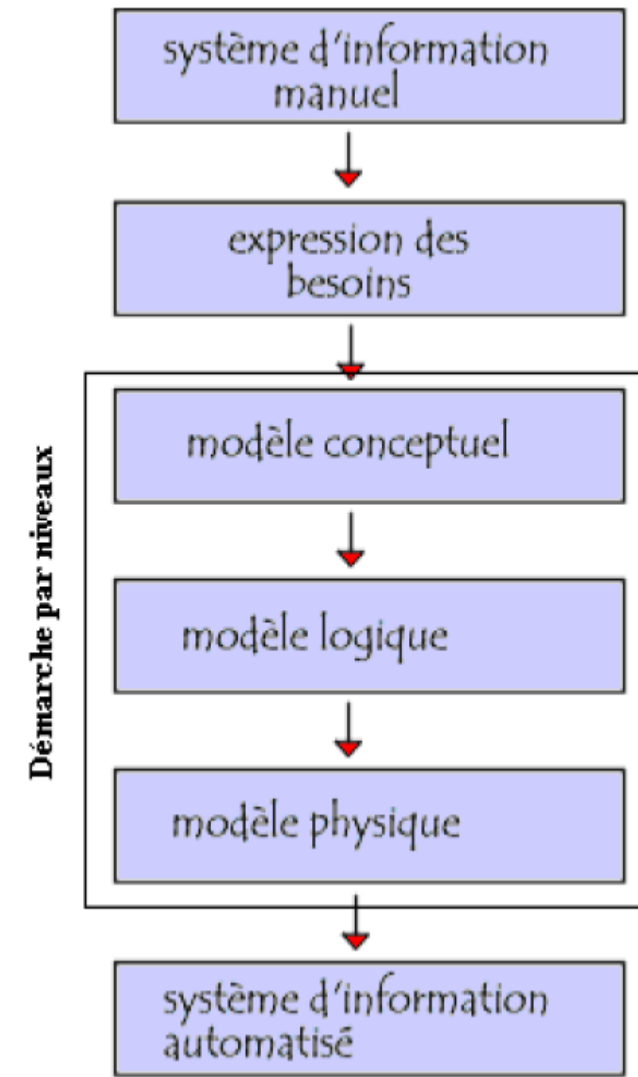 système d'information
manuel
expression des
besoins
Démarche par niveaux
modèle conceptuel
modèle logique
modèle physique
système d'information
automatisé